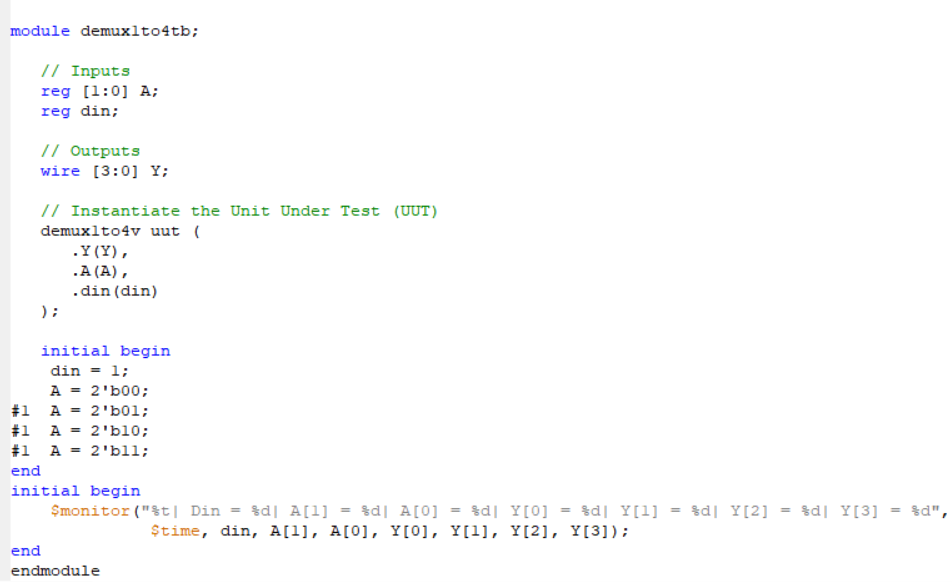 module demux1to4tb;
// Inputs
reg [1:0] A;
reg din;
// Outputs
wire [3:0] Y;
// Instantiate the Unit Under Test (UUT)
demux1to4v uut (
.Y(Y),
.A(A),
.din(din)
);
initial begin
din = 1;
A = 2'b00;
#1 A = 2'b01;
#1 A = 2'b10;
#1 A = 2'b11;
end
initial begin
$monitor("%t| Din = %d| A[1] = %d| A[0] = %d| Y[0] = %d| Y[1] = %d| Y[2] = %d| Y[3] = %d",
$time, din, A[1], A[0], Y[0], Y[1], Y[2], Y[3]);
end
endmodule